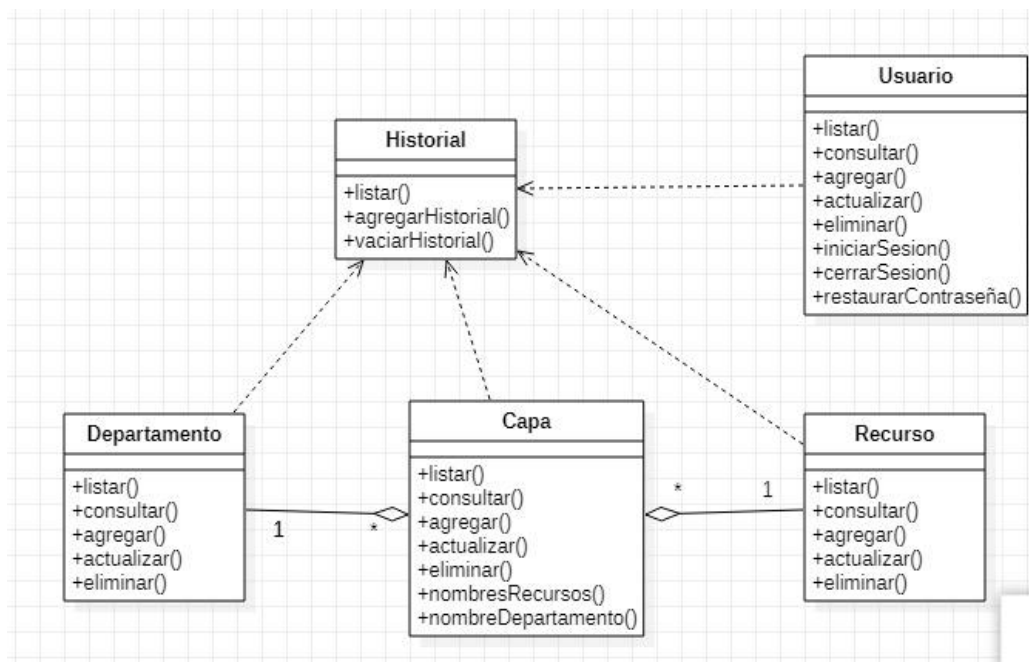 Usuario
+listar()
+consultar()
+agregar()
+actualizar()
+eliminar()
+iniciarSesion()
+cerrarSesion()
+restaurarContraseña()
Historial
+listar()
+agregarHistorial()
+vaciarHistorial()
Departamento
+listar()
+consultar()
+agregar()
+actualizar()
+eliminar()
1
*
Capa
+listar()
+consultar()
+agregar()
+actualizar()
+eliminar()
+nombresRecursos()
+nombreDepartamento()
*
1
Recurso
+listar()
+consultar()
+agregar()
+actualizar()
+eliminar()